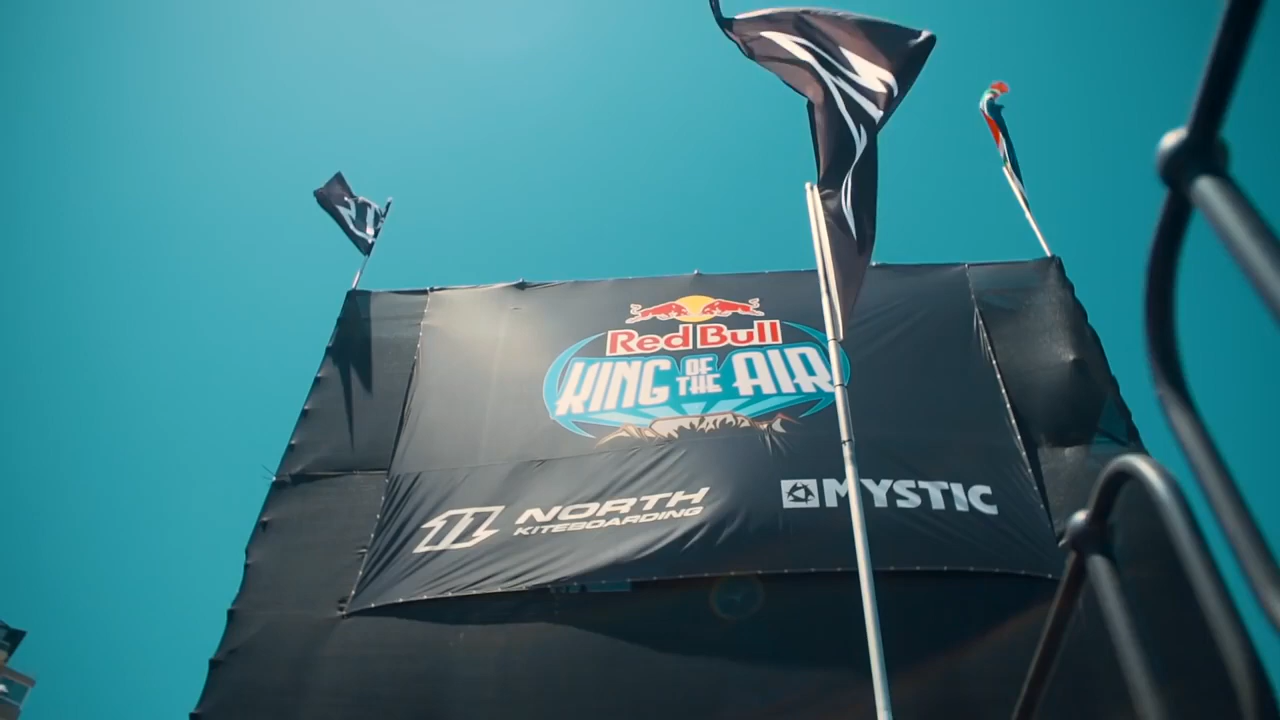 Red Bull
KING OF THE AIR
NORTH
KITEBOARDING
MYSTIC